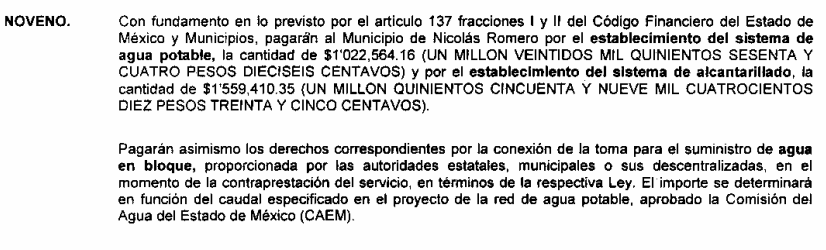 NOVENO. Con fundamento en lo previsto por el articulo 137 fracciones I y II del Código Financiero del Estado de
México y Municipios, pagarán al Municipio de Nicolás Romero por el establecimiento del sistema de
agua potable, la cantidad de $1'022,564.16 (UN MILLON VEINTIDOS MIL QUINIENTOS SESENTA Y
CUATRO PESOS DIECISEIS CENTAVOS) y por el establecimiento del sistema de alcantarillado, la
cantidad de $1'559,410.35 (UN MILLON QUINIENTOS CINCUENTA Y NUEVE MIL CUATROCIENTOS
DIEZ PESOS TREINTA Y CINCO CENTAVOS).
Pagarán asimismo los derechos correspondientes por la conexión de la toma para el suministro de agua
en bloque, proporcionada por las autoridades estatales, municipales o sus descentralizadas, en el
momento de la contraprestación del servicio, en términos de la respectiva Ley. El importe se determinará
en función del caudal especificado en el proyecto de la red de agua potable, aprobado la Comisión del
Agua del Estado de México (CAEM).